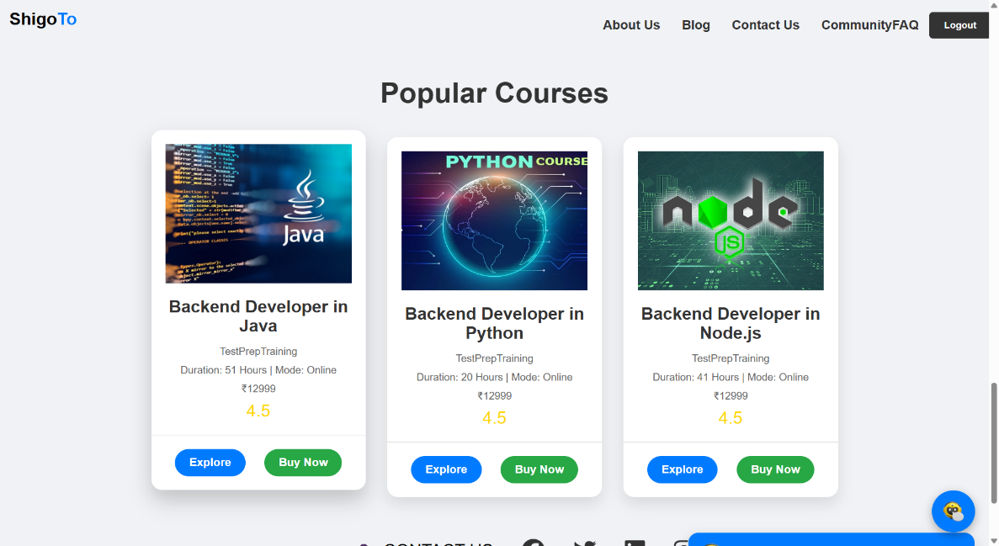 ShigoTo
About Us
Blog
Contact Us
CommunityFAQ
Logout
Popular Courses
Java
Backend Developer in
Java
TestPrepTraining
Duration: 51 Hours | Mode: Online
₹12999
4.5
Explore
Buy Now
PYTHON COURSE
Backend Developer in
Python
TestPrepTraining
Duration: 20 Hours | Mode: Online
₹12999
4.5
Explore
Buy Now
node
JS
Backend Developer in
Node.js
TestPrepTraining
Duration: 41 Hours | Mode: Online
₹12999
4.5
Explore
Buy Now
CONTACT US